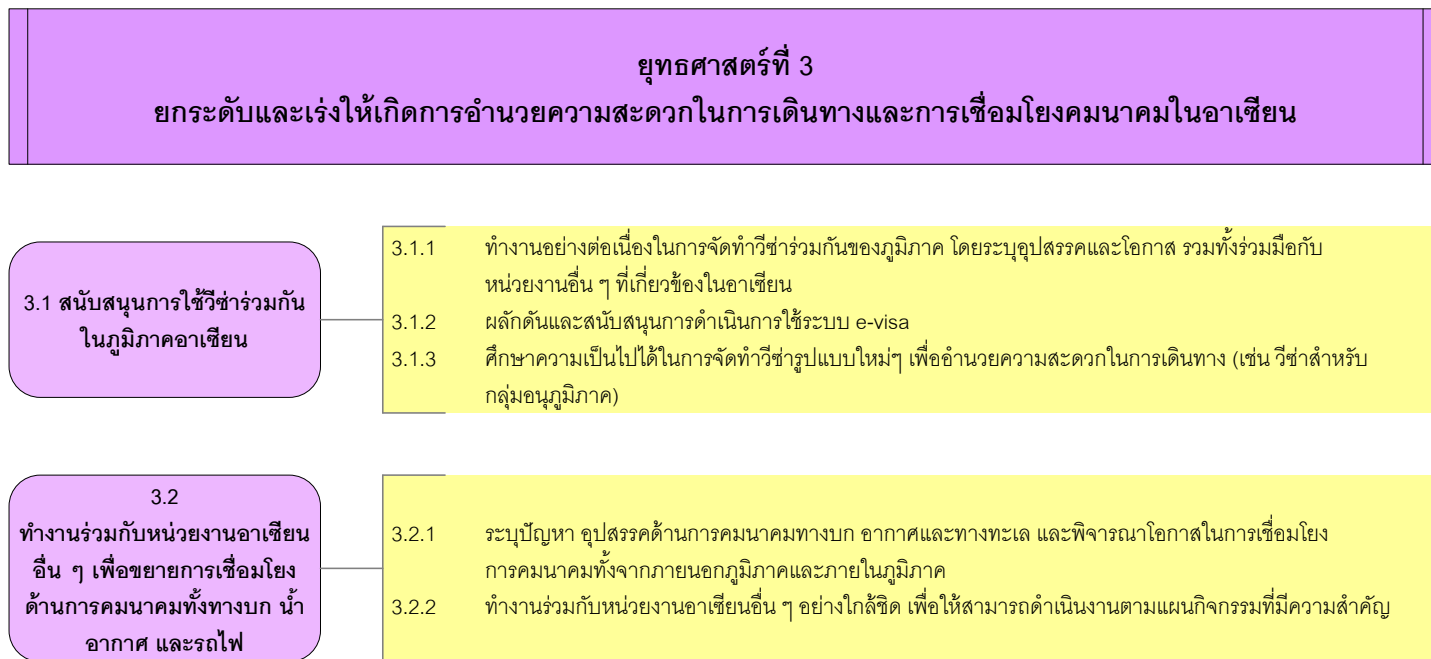 ยุทธศาสตร์ที่ 3
ยกระดับและเร่งให้เกิดการอำนวยความสะดวกในการเดินทางและการเชื่อมโยงคมนาคมในอาเซียน
3.1 สนับสนุนการใช้วีซ่าร่วมกัน
ในภูมิภาคอาเซียน
3.1.1 ทำงานอย่างต่อเนื่องในการจัดทำวีซ่าร่วมกันของภูมิภาค โดยระบุอุปสรรคและโอกาส รวมทั้งร่วมมือกับ
หน่วยงานอื่น ๆ ที่เกี่ยวข้องในอาเซียน
3.1.2 ผลักดันและสนับสนุนการดำเนินการใช้ระบบ e-visa
3.1.3 ศึกษาความเป็นไปได้ในการจัดทำวีซ่ารูปแบบใหม่ๆ เพื่ออำนวยความสะดวกในการเดินทาง (เช่น วีซ่าสำหรับ
กลุ่มอนุภูมิภาค)
3.2
ทำงานร่วมกับหน่วยงานอาเซียน
อื่น ๆ เพื่อขยายการเชื่อมโยง
ด้านการคมนาคมทั้งทางบก น้ำ
อากาศ และรถไฟ
3.2.1 ระบุปัญหา อุปสรรคด้านการคมนาคมทางบก อากาศและทางทะเล และพิจารณาโอกาสในการเชื่อมโยง
การคมนาคมทั้งจากภายนอกภูมิภาคและภายในภูมิภาค
3.2.2 ทำงานร่วมกับหน่วยงานอาเซียนอื่น ๆ อย่างใกล้ชิด เพื่อให้สามารถดำเนินงานตามแผนกิจกรรมที่มีความสำคัญ